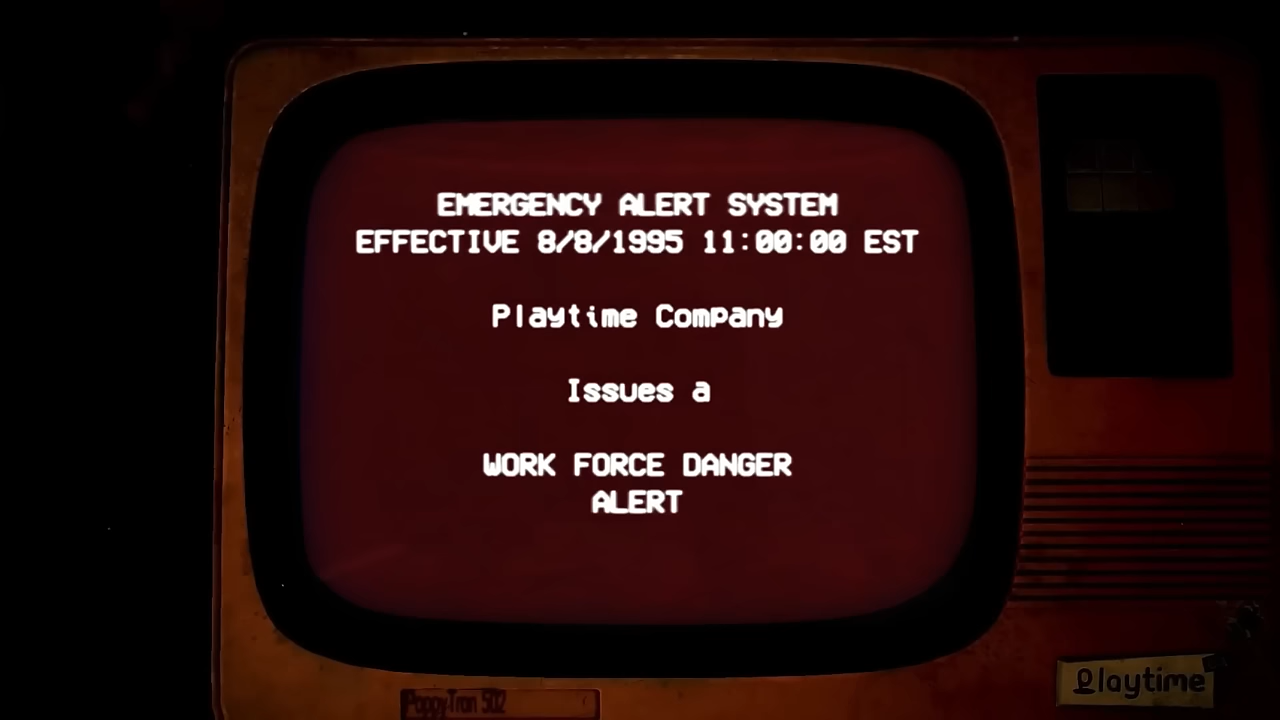 EMERGENCY ALERT SYSTEM
EFFECTIVE 8/8/1995 11:00:00 EST
Playtime Company
Issues a
WORK FORCE DANGER
ALERT
PoppyTron 502
Playtime